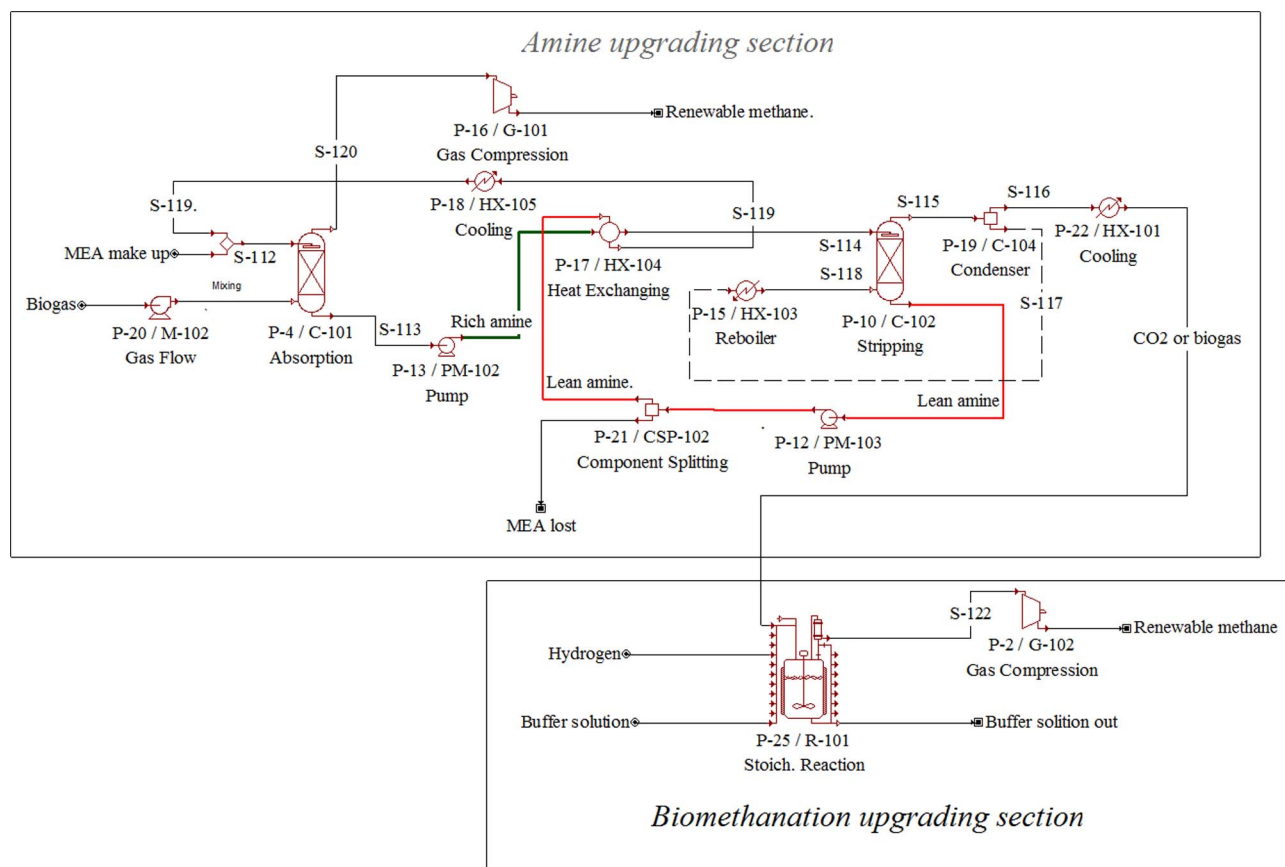 Amine upgrading section
P-16 / G-101
Gas Compression
Renewable methane.
S-120
S-119.
P-18 / HX-105
Cooling
S-119
S-115
S-116
P-22 / HX-101
Cooling
P-19 / C-104
Condenser
MEA make up
S-112
Mixing
Biogas
P-20 / M-102
Gas Flow
P-4 / C-101
Absorption
S-113
Rich amine
P-13 / PM-102
Pump
P-17 / HX-104
Heat Exchanging
S-114
S-118
P-15 / HX-103
Reboiler
P-10 / C-102
Stripping
S-117
CO2 or biogas
Lean amine.
Lean amine
P-21 / CSP-102
Component Splitting
P-12 / PM-103
Pump
MEA lost
S-122
P-2 / G-102
Gas Compression
Renewable methane
Hydrogen
Buffer solution
Buffer solition out
P-25 / R-101
Stoich. Reaction
Biomethanation upgrading section